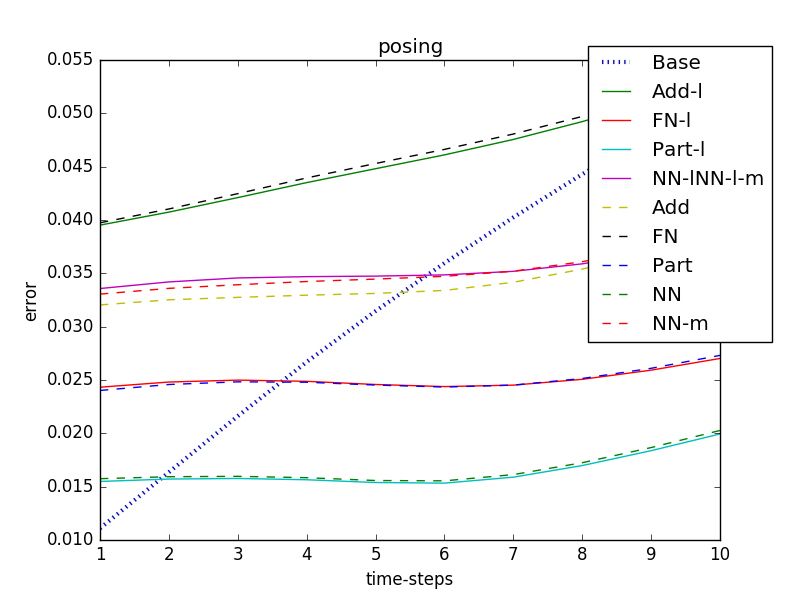 posing
0.055
0.050
0.045
0.040
0.035
0.030
0.025
0.020
0.015
0.010
error
1 2 3 4 5 6 7 8 9 10
time-steps
Base
Add-l
FN-l
Part-l
NN-lNN-l-m
Add
FN
Part
NN
NN-m